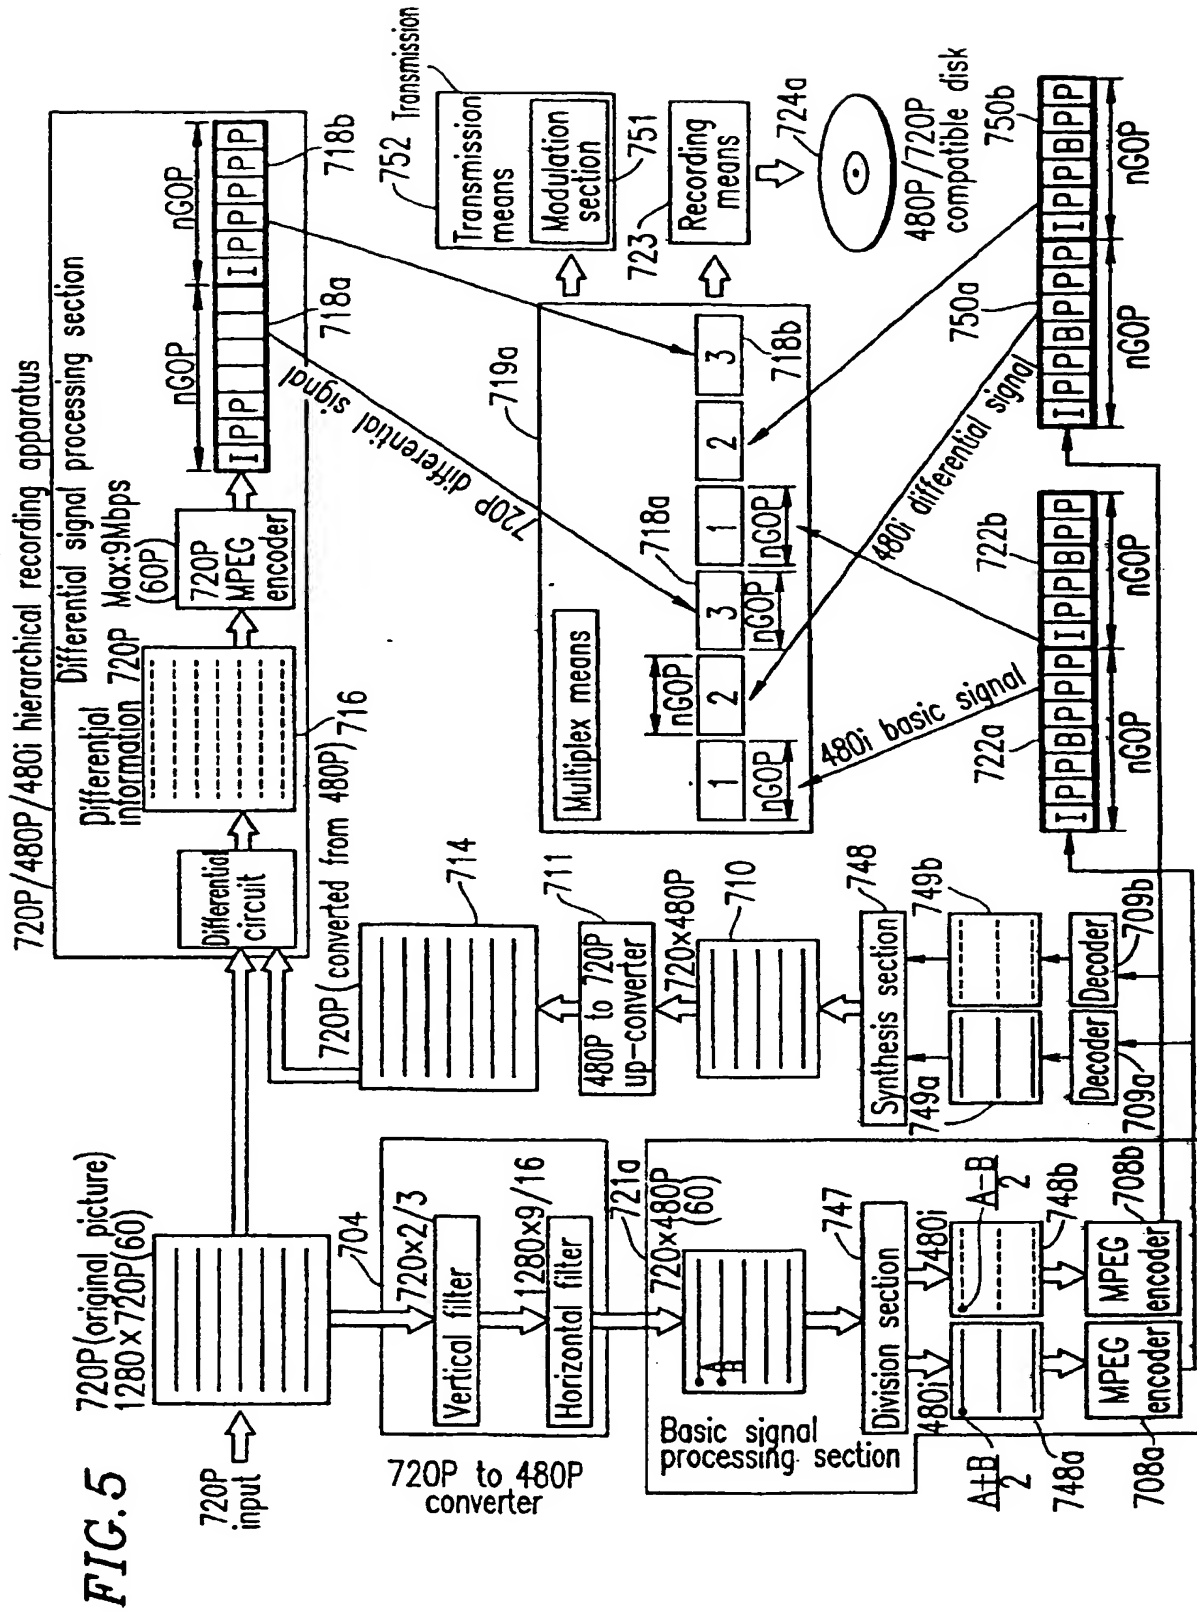 FIG. 5
720P/480P/480i hierarchical recording apparatus
Differential signal processing section
720P
input
720P(original picture)
1280×720P(60)
Differential
circuit
Differential
information 720P
716
Max:9Mbps
(60P)
720P
MPEG
encoder
nGOP
nGOP
I P P I P P P P P
718a
718b
720P differential signal
720P(converted from 480P)
714
711
480P to 720P
up-converter
720×480P
710
Synthesis section
748
749a
749b
Decoder
Decoder
709a
709b
704
720×2/3
Vertical filter
1280×9/16
Horizontal filter
720P to 480P
converter
721a
720×480P
(60)
A
B
Basic signal
processing section
747
Division section
480i
480i
A+B
2
A-B
2
748a
748b
MPEG
encoder
MPEG
encoder
708a
708b
719a
Multiplex means
1 2 3 1 2 3
nGOP
nGOP
nGOP
nGOP
718a
718b
480i basic signal
480i differential signal
722a
722b
I P P B P P P I P P B P P
nGOP
nGOP
750a
750b
I P P B P P P I P P B P P
nGOP
nGOP
752
Transmission
Transmission
means
Modulation
section
751
723
Recording
means
724a
480P/720P
compatible disk